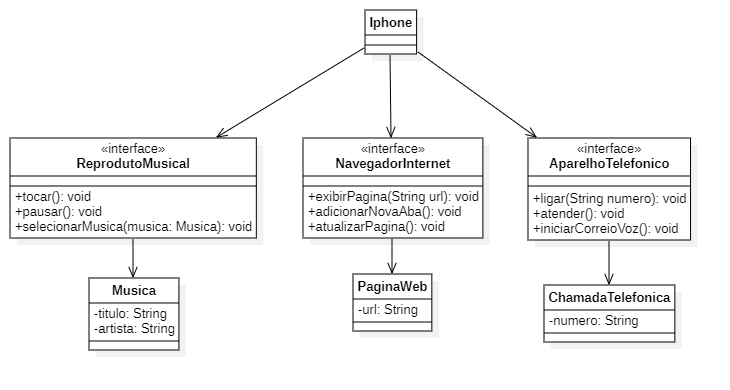 Iphone
«interface»
ReprodutoMusical
+tocar(): void
+pausar(): void
+selecionarMusica(musica: Musica): void
«interface»
NavegadorInternet
+exibirPagina(String url): void
+adicionarNovaAba(): void
+atualizarPagina(): void
«interface»
AparelhoTelefonico
+ligar(String numero): void
+atender(): void
+iniciarCorreioVoz(): void
Musica
-titulo: String
-artista: String
PaginaWeb
-url: String
ChamadaTelefonica
-numero: String